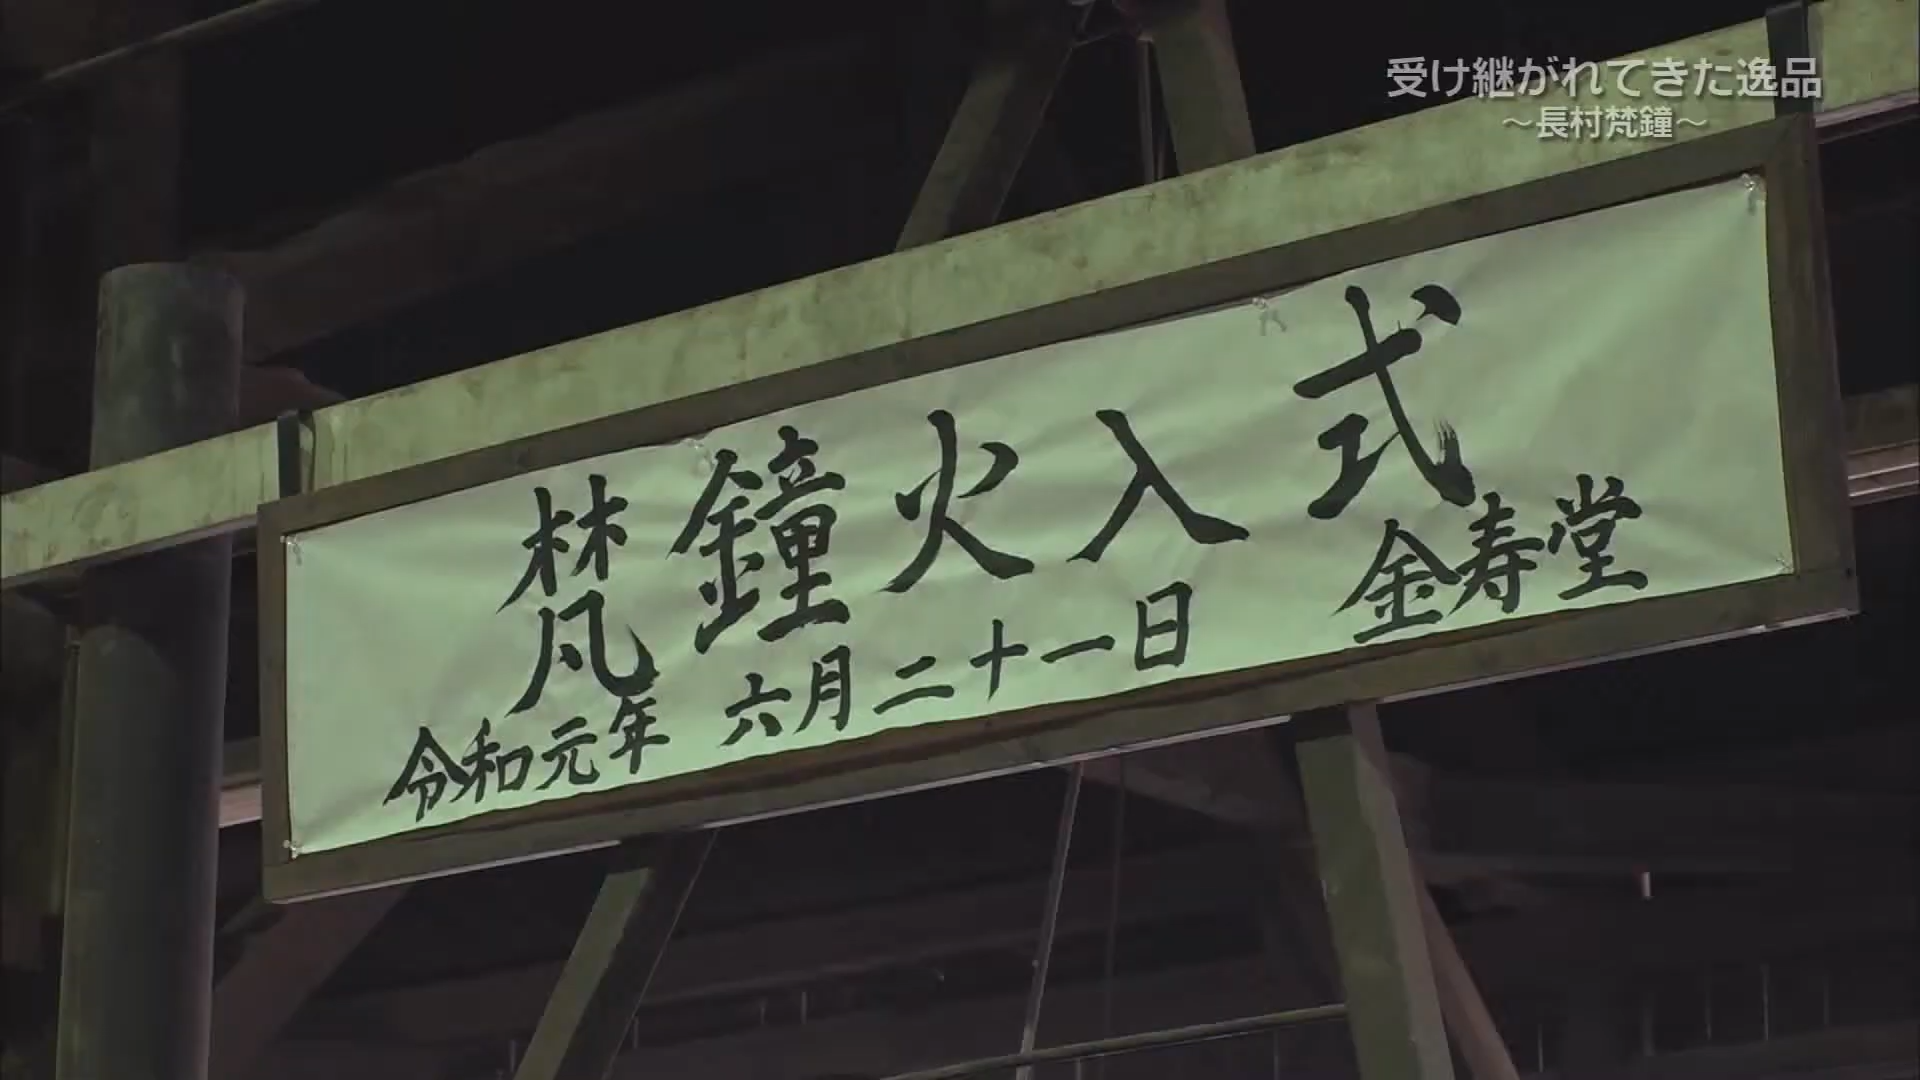 受け継がれてきた逸品
～長村梵鐘～
梵鐘火入式
金寿堂
令和元年 六月二十一日